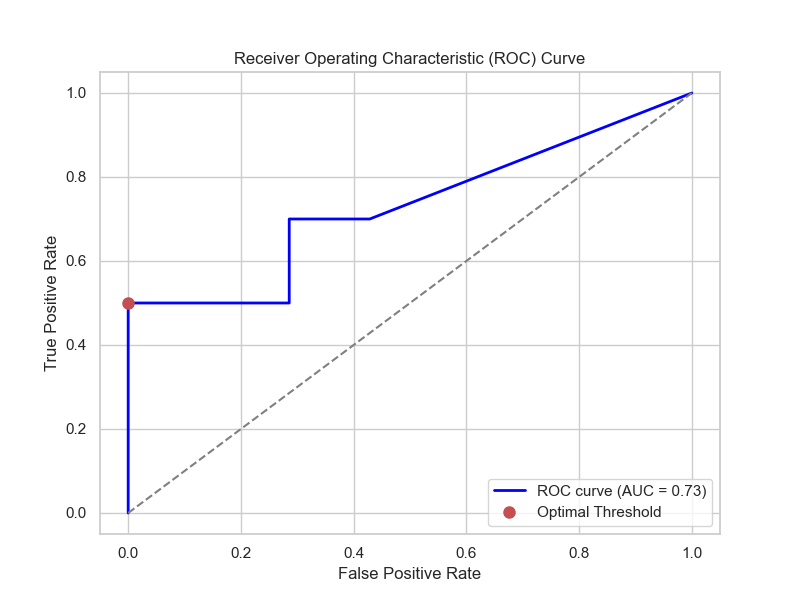 Receiver Operating Characteristic (ROC) Curve
True Positive Rate
1.0
0.8
0.6
0.4
0.2
0.0
0.0 0.2 0.4 0.6 0.8 1.0
False Positive Rate
ROC curve (AUC = 0.73)
Optimal Threshold